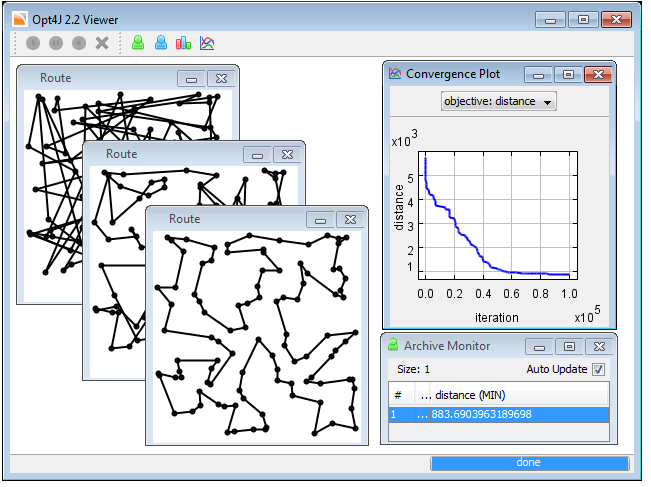 Opt4J 2.2 Viewer
Route
Route
Route
Convergence Plot
objective: distance
x10^3
5
4
3
2
1
distance
0.0 0.2 0.4 0.6 0.8 1.0
iteration
x10^5
Archive Monitor
Size: 1
Auto Update
# ... distance (MIN)
1 ... 883.6903963189698
done